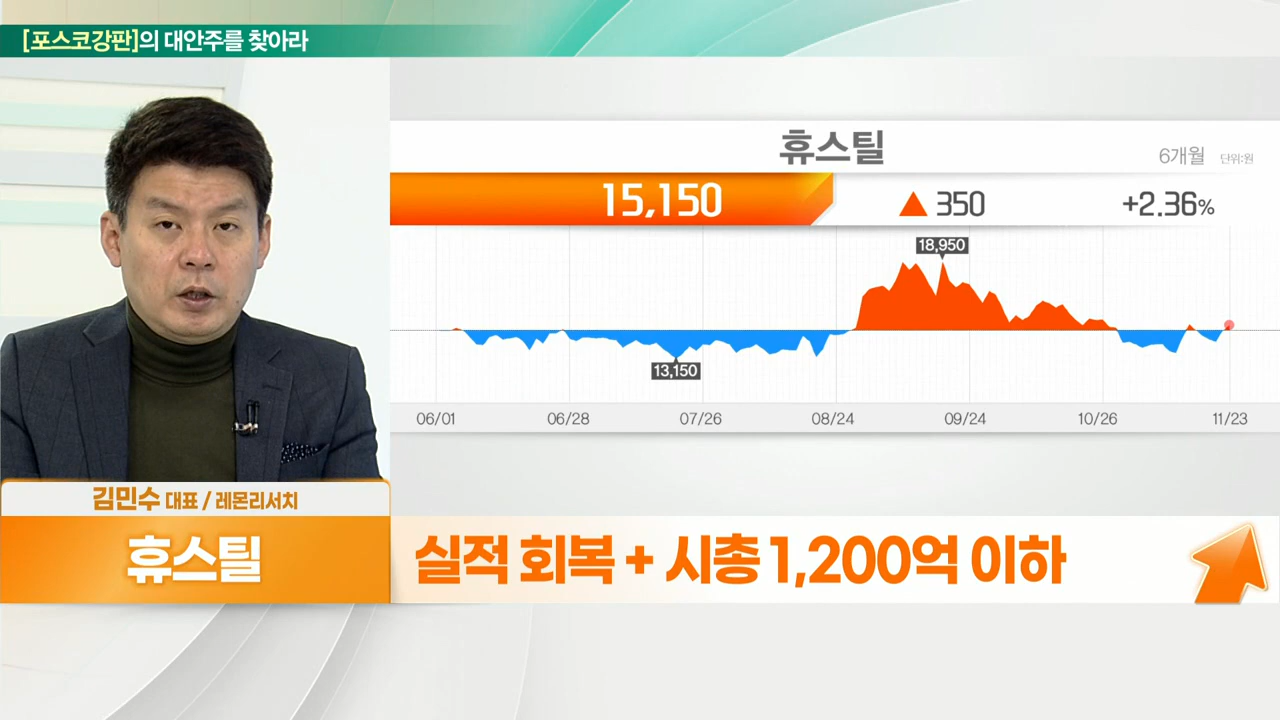 [포스코강판]의 대안주를 찾아라
휴스틸
6개월 단위:원
15,150 ▲ 350 +2.36%
18,950
13,150
06/01 06/28 07/26 08/24 09/24 10/26 11/23
김민수 대표 / 레몬리서치
휴스틸
실적 회복 + 시총 1,200억 이하